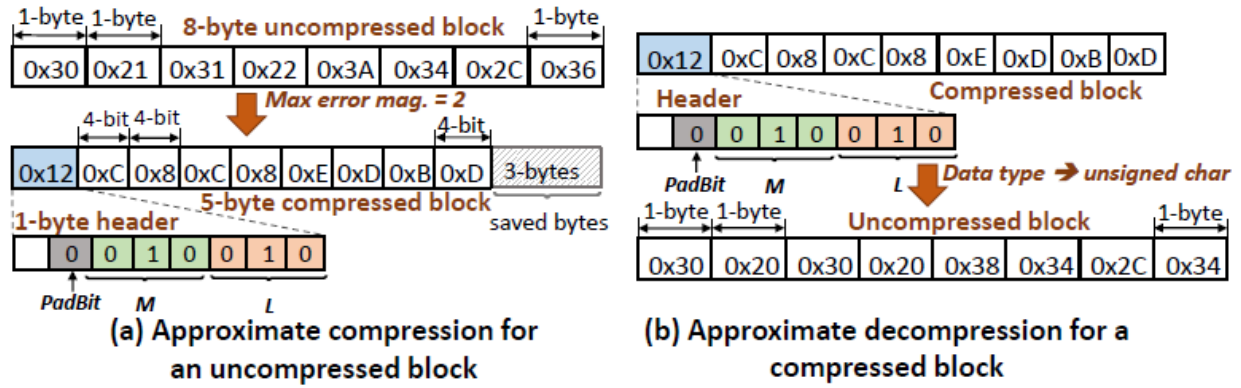 1-byte 1-byte 8-byte uncompressed block 1-byte
0x30 0x21 0x31 0x22 0x3A 0x34 0x2C 0x36
Max error mag. = 2
4-bit 4-bit 4-bit
0x12 0xC 0x8 0xC 0x8 0xE 0xD 0xB 0xD 3-bytes
5-byte compressed block saved bytes
1-byte header
0 0 1 0 0 1 0
PadBit M L
(a) Approximate compression for
an uncompressed block
0x12 0xC 0x8 0xC 0x8 0xE 0xD 0xB 0xD
Header Compressed block
0 0 1 0 0 1 0
PadBit M L Data type → unsigned char
1-byte 1-byte Uncompressed block 1-byte
0x30 0x20 0x30 0x20 0x38 0x34 0x2C 0x34
(b) Approximate decompression for a
compressed block